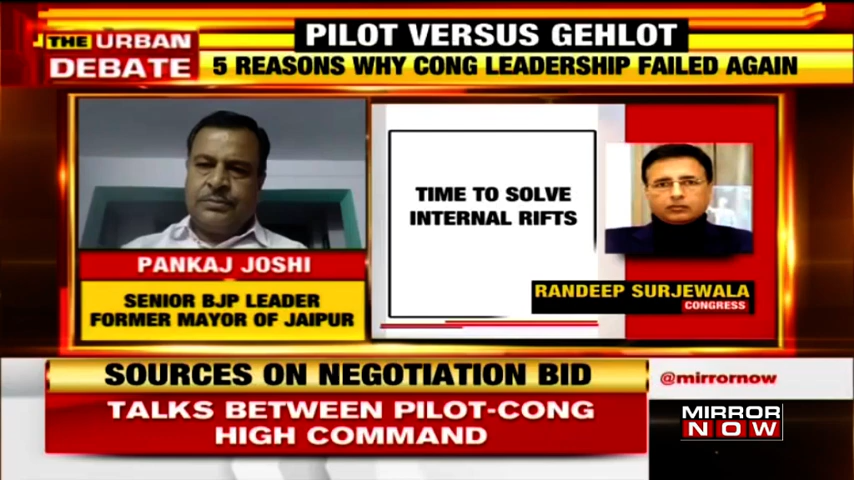 THE URBAN
DEBATE
PILOT VERSUS GEHLOT
5 REASONS WHY CONG LEADERSHIP FAILED AGAIN
PANKAJ JOSHI
SENIOR BJP LEADER
FORMER MAYOR OF JAIPUR
TIME TO SOLVE
INTERNAL RIFTS
RANDEEP SURJEWALA
CONGRESS
SOURCES ON NEGOTIATION BID
TALKS BETWEEN PILOT-CONG
HIGH COMMAND
@mirrornow
MIRROR
NOW